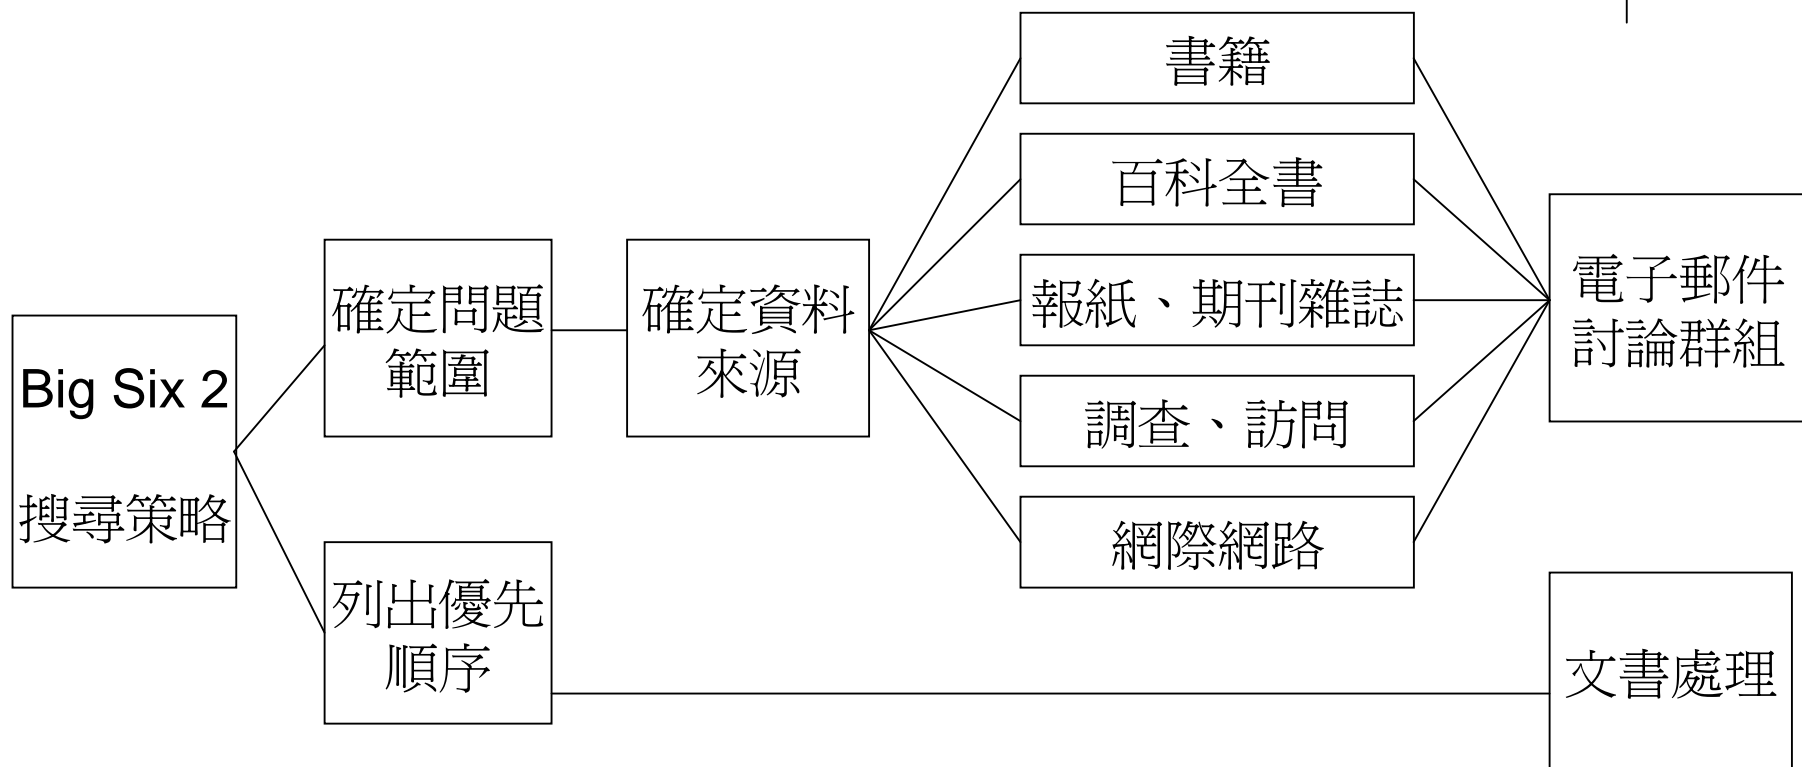 Big Six 2
搜尋策略
確定問題
範圍
列出優先
順序
確定資料
來源
書籍
百科全書
報紙、期刊雜誌
調查、訪問
網際網路
電子郵件
討論群組
文書處理